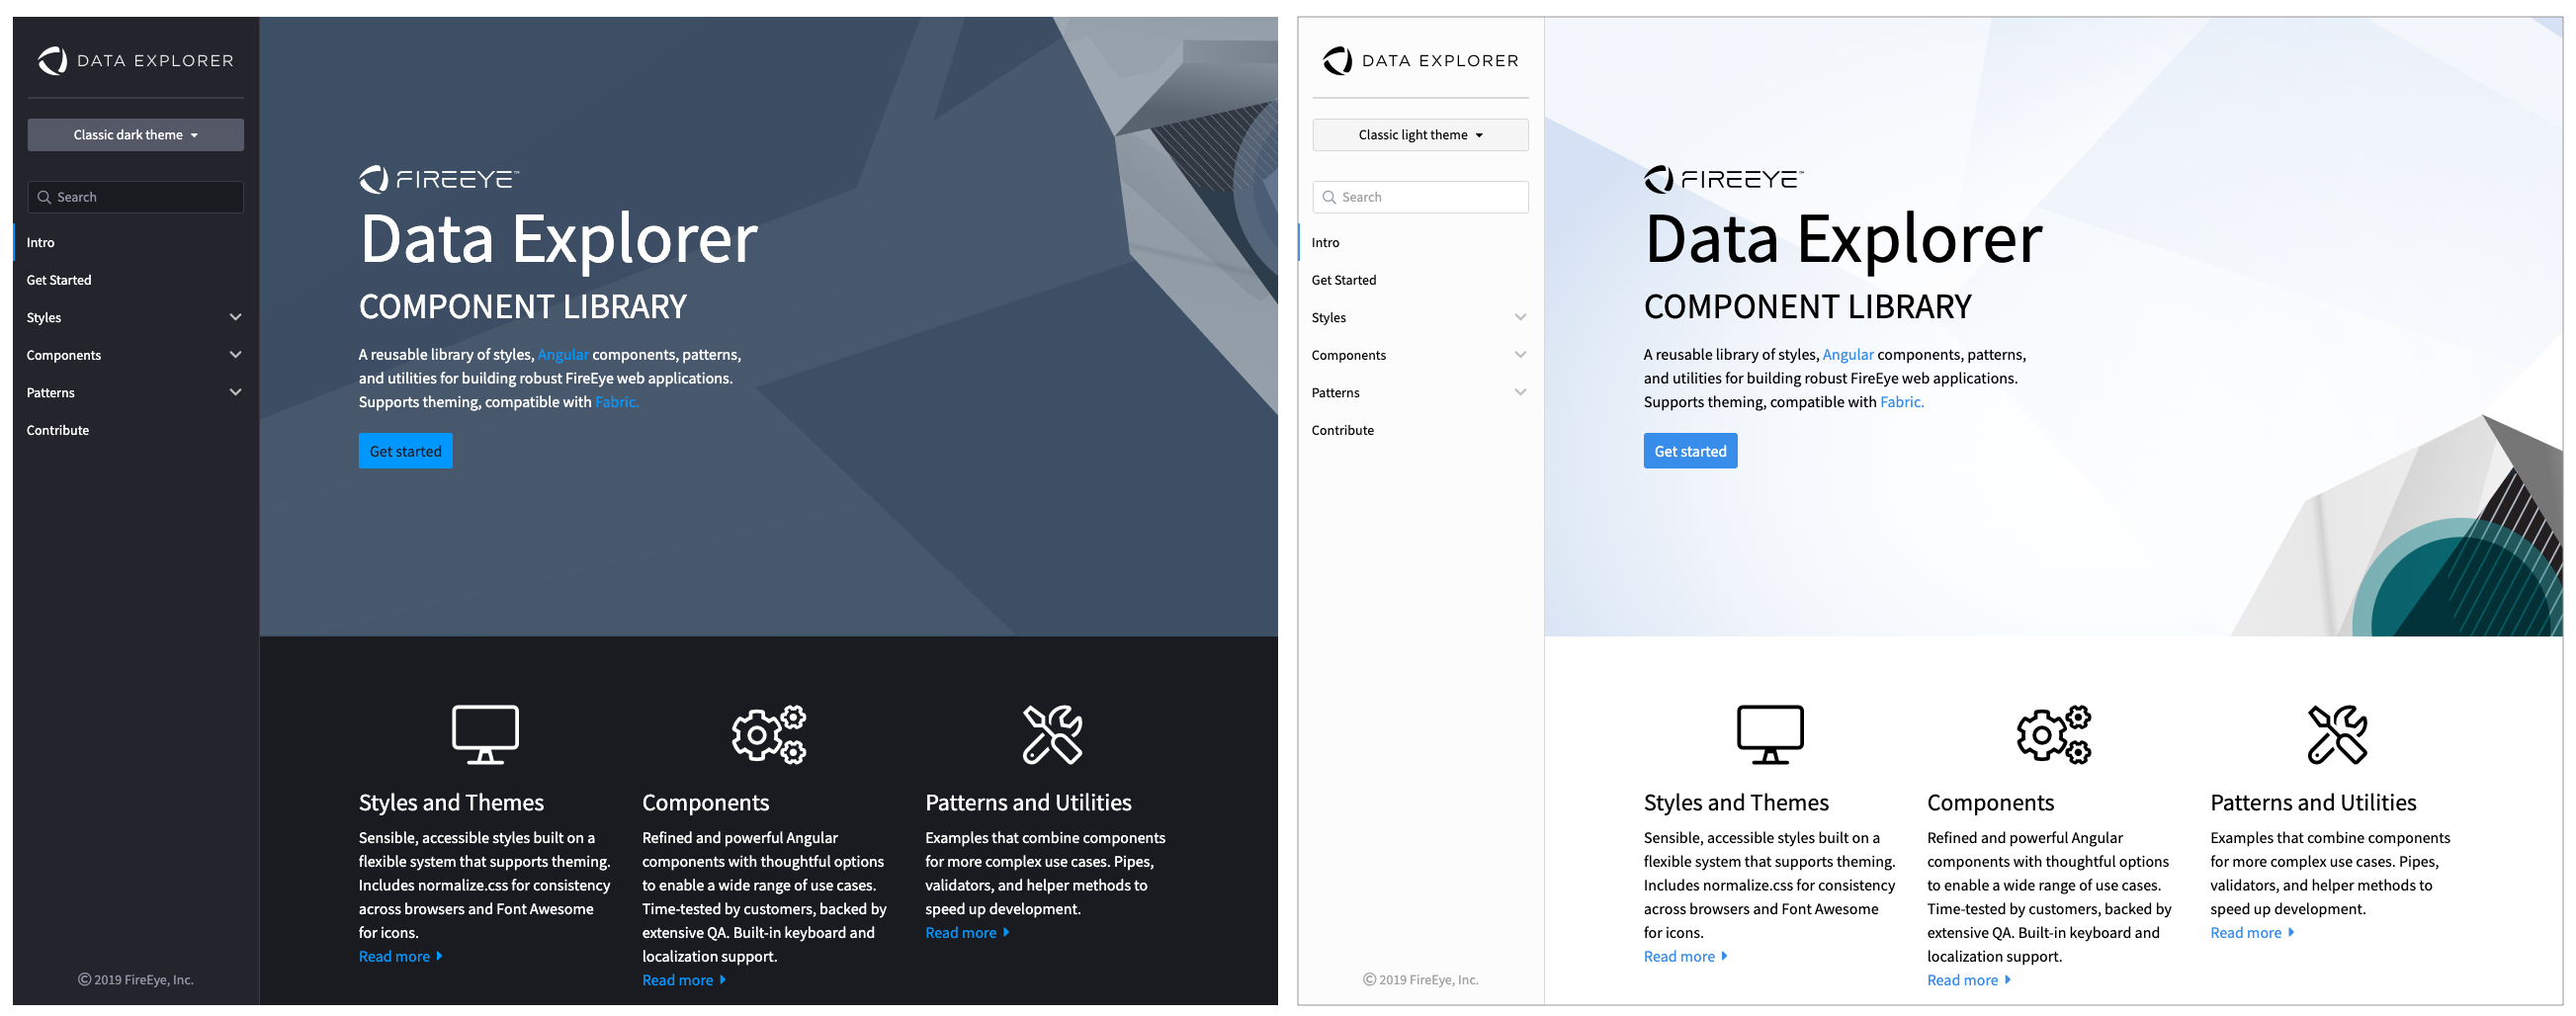 DATA EXPLORER
Classic dark theme
Search
Intro
Get Started
Styles
Components
Patterns
Contribute
© 2019 FireEye, Inc.
FIREEYE™
Data Explorer
COMPONENT LIBRARY
A reusable library of styles, Angular components, patterns,
and utilities for building robust FireEye web applications.
Supports theming, compatible with Fabric.
Get started
Styles and Themes
Sensible, accessible styles built on a
flexible system that supports theming.
Includes normalize.css for consistency
across browsers and Font Awesome
for icons.
Read more
Components
Refined and powerful Angular
components with thoughtful options
to enable a wide range of use cases.
Time-tested by customers, backed by
extensive QA. Built-in keyboard and
localization support.
Read more
Patterns and Utilities
Examples that combine components
for more complex use cases. Pipes,
validators, and helper methods to
speed up development.
Read more
DATA EXPLORER
Classic light theme
Search
Intro
Get Started
Styles
Components
Patterns
Contribute
© 2019 FireEye, Inc.
FIREEYE™
Data Explorer
COMPONENT LIBRARY
A reusable library of styles, Angular components, patterns,
and utilities for building robust FireEye web applications.
Supports theming, compatible with Fabric.
Get started
Styles and Themes
Sensible, accessible styles built on a
flexible system that supports theming.
Includes normalize.css for consistency
across browsers and Font Awesome
for icons.
Read more
Components
Refined and powerful Angular
components with thoughtful options
to enable a wide range of use cases.
Time-tested by customers, backed by
extensive QA. Built-in keyboard and
localization support.
Read more
Patterns and Utilities
Examples that combine components
for more complex use cases. Pipes,
validators, and helper methods to
speed up development.
Read more